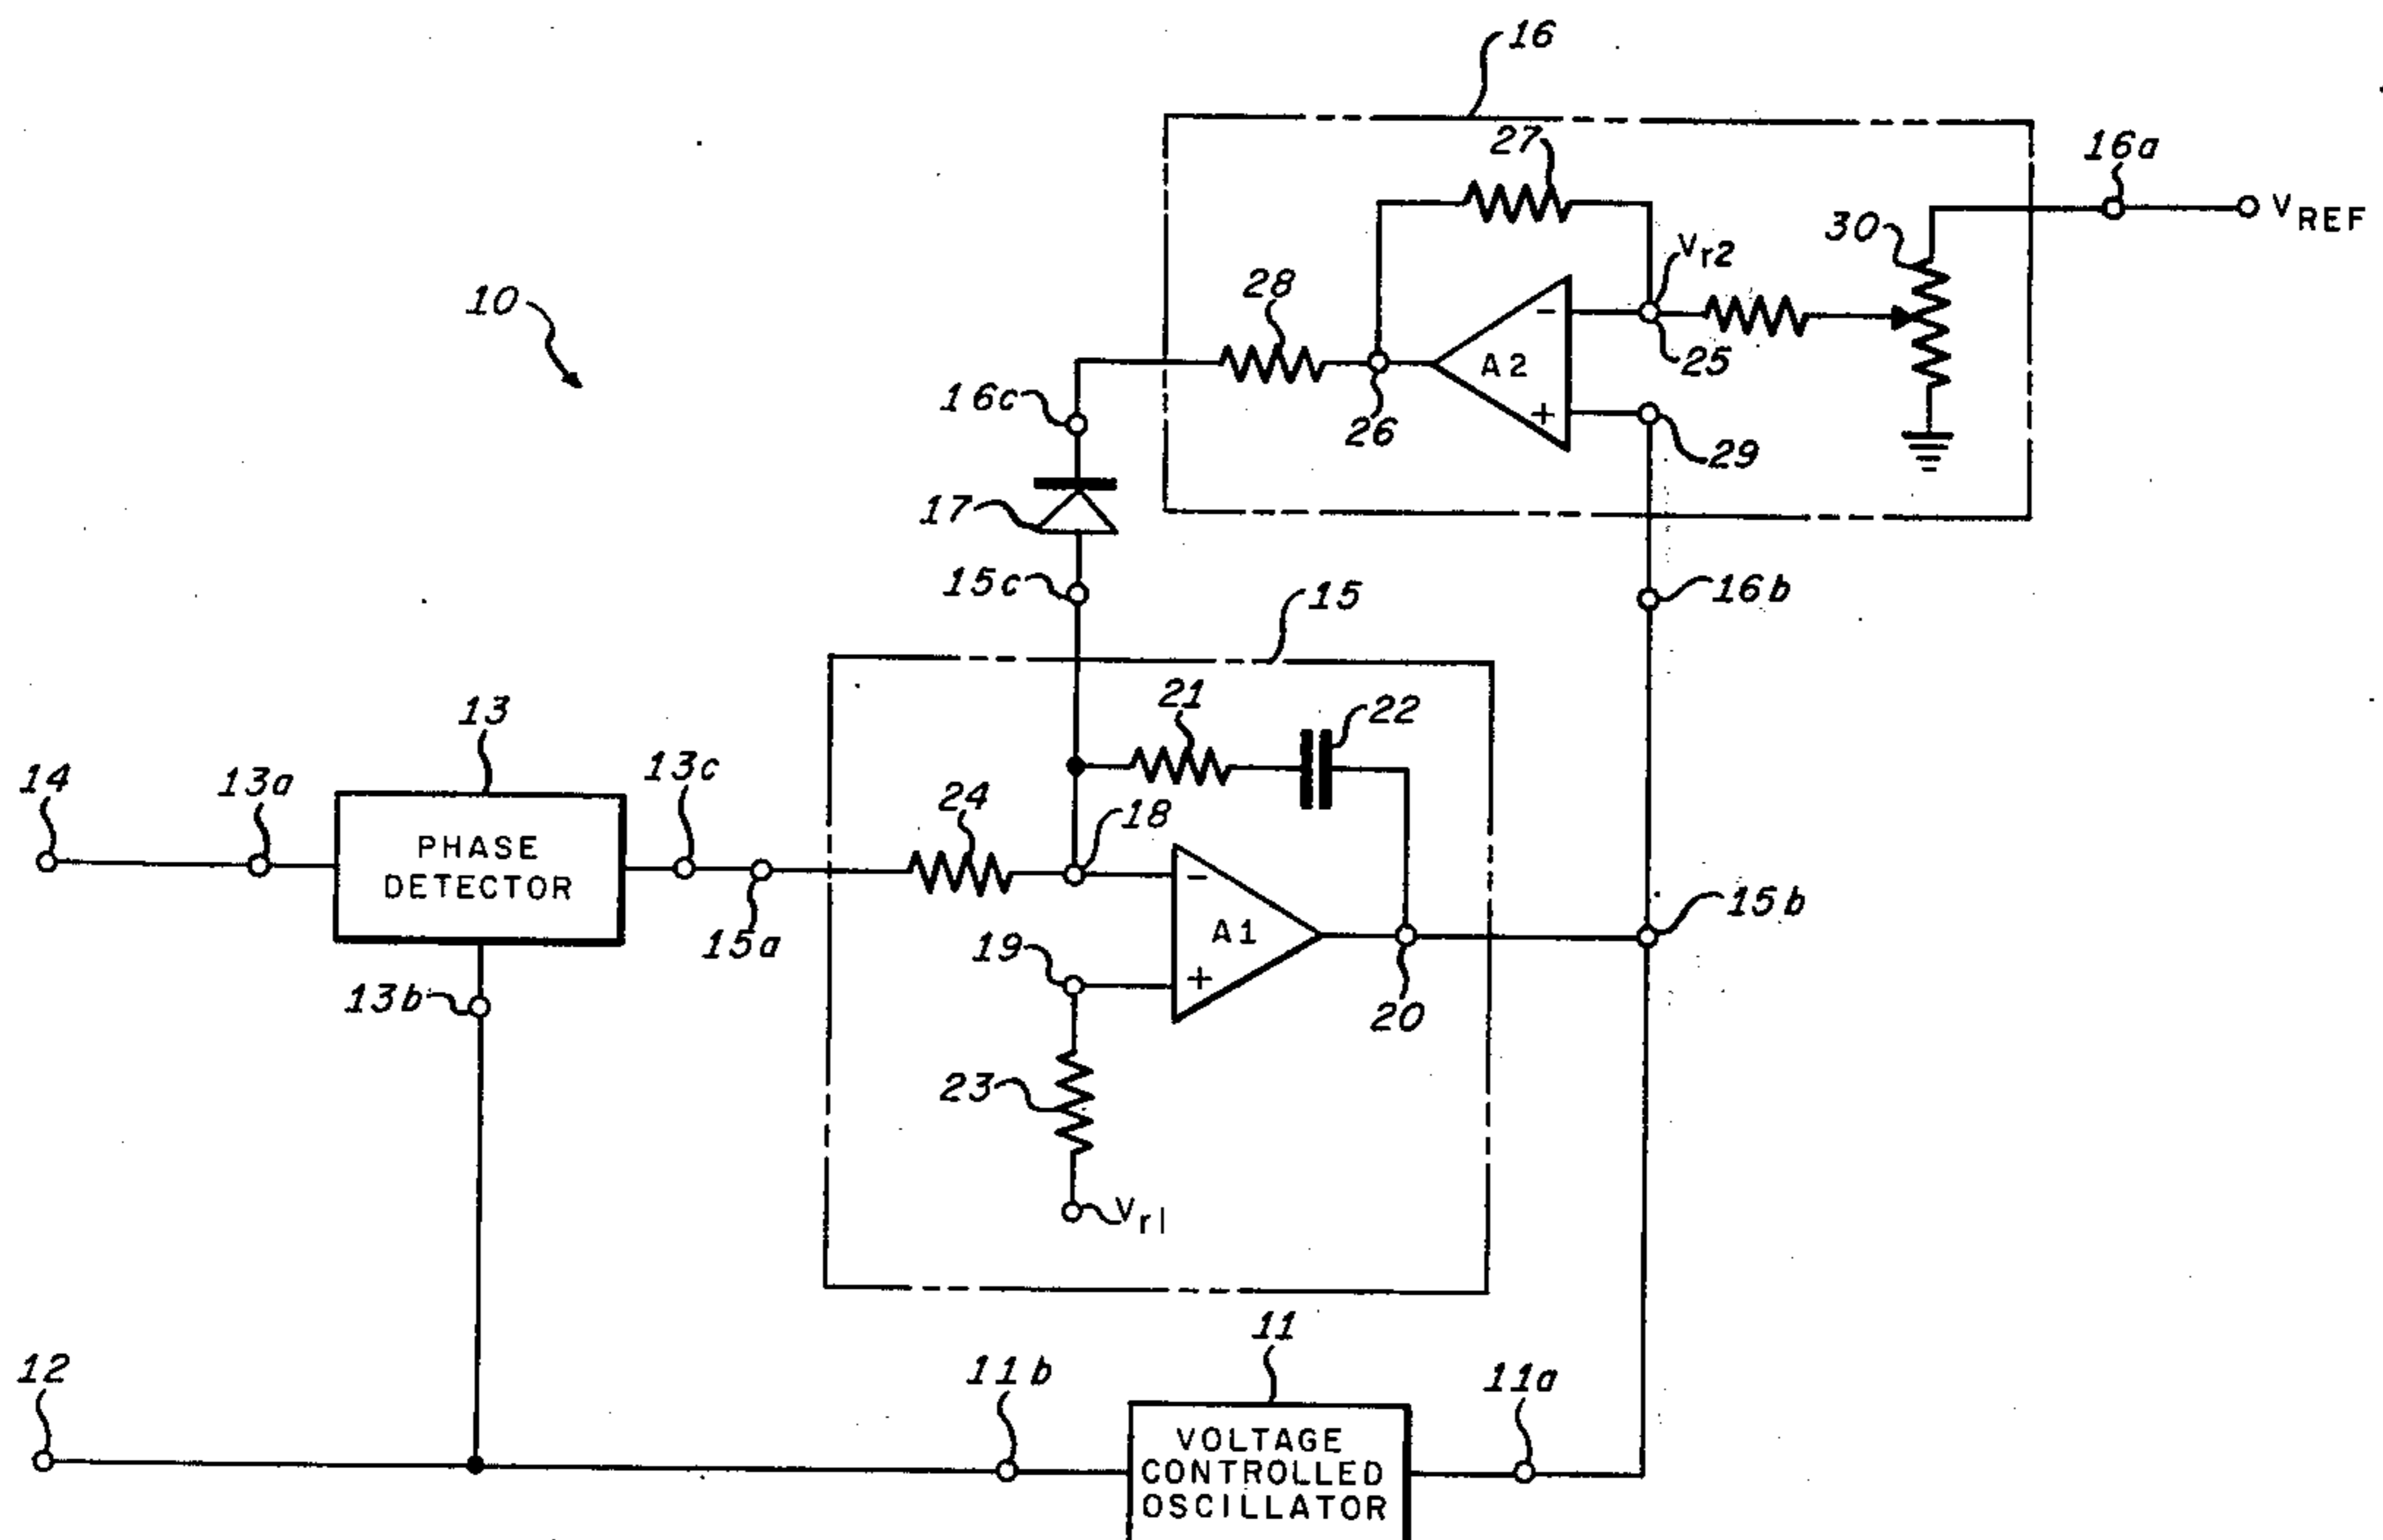 16
27
16a
VREF
30
Vr2
28
10
A2
-
25
16c
26
+
29
17
15c
16b
15
21
22
13
13c
14
13a
24
18
PHASE
DETECTOR
-
15b
15a
19
A1
13b
+
20
23
Vr1
11
12
11b
11a
VOLTAGE
CONTROLLED
OSCILLATOR